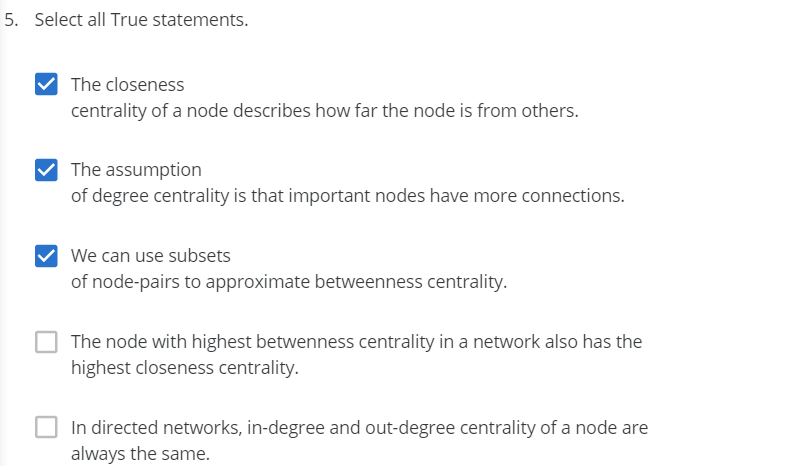 5. Select all True statements.
The closeness
centrality of a node describes how far the node is from others.
The assumption
of degree centrality is that important nodes have more connections.
We can use subsets
of node-pairs to approximate betweenness centrality.
The node with highest betwenness centrality in a network also has the
highest closeness centrality.
In directed networks, in-degree and out-degree centrality of a node are
always the same.